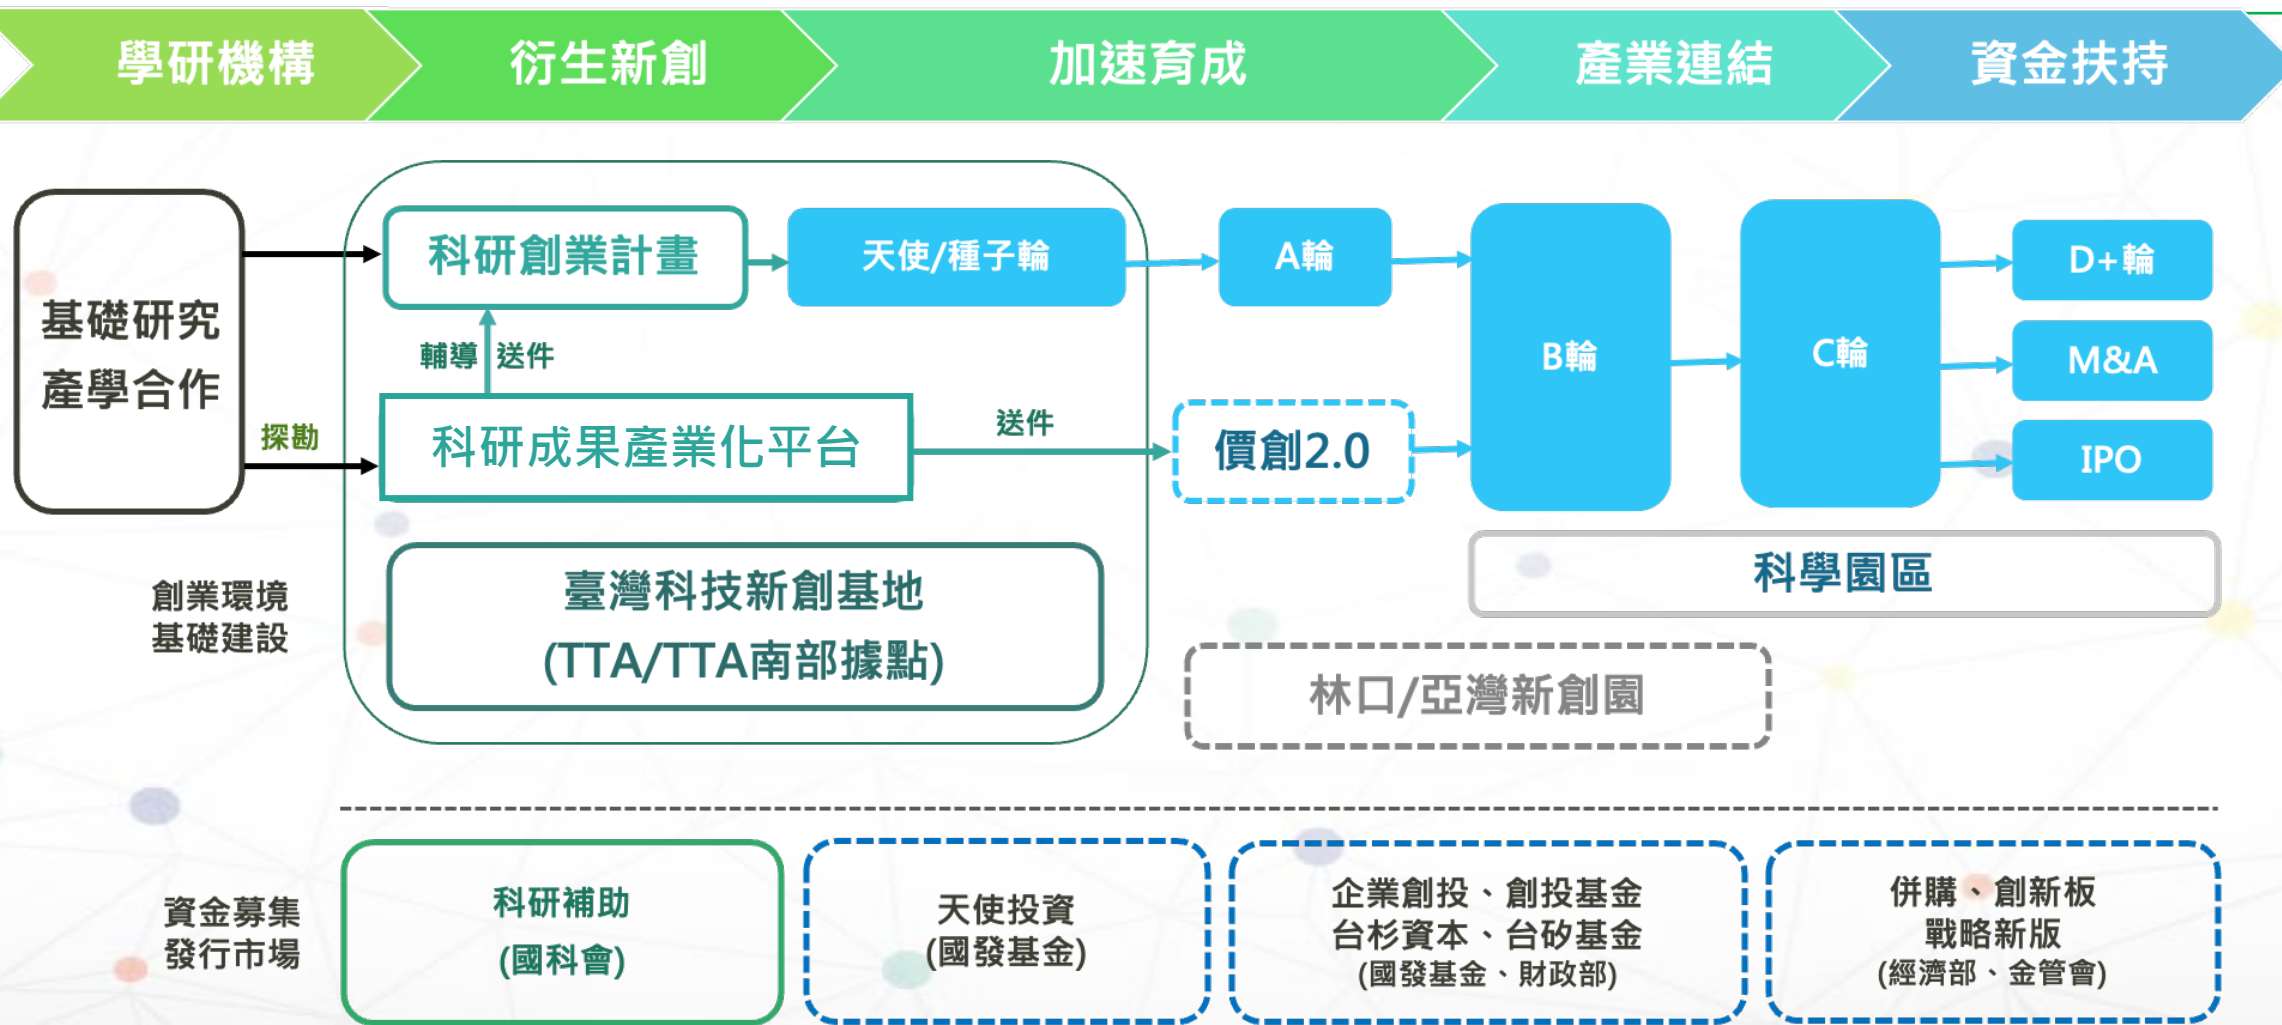 學研機構
衍生新創
加速育成
產業連結
資金扶持
基礎研究
產學合作
探勘
科研創業計畫
輔導 送件
科研成果產業化平台
天使/種子輪
送件
A輪
價創2.0
B輪
C輪
D+輪
M&A
IPO
創業環境
基礎建設
臺灣科技新創基地
(TTA/TTA南部據點)
科學園區
林口/亞灣新創園
資金募集
發行市場
科研補助
(國科會)
天使投資
(國發基金)
企業創投、創投基金
台杉資本、台矽基金
(國發基金、財政部)
併購、創新板
戰略新版
(經濟部、金管會)